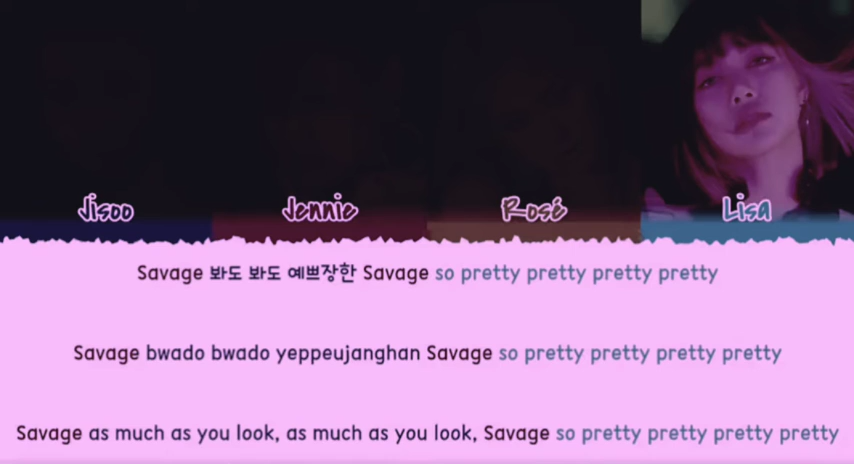 Jisoo Jennie Rosé Lisa
Savage 봐도 봐도 예쁘장한 Savage so pretty pretty pretty pretty
Savage bwado bwado yeppeujanghan Savage so pretty pretty pretty pretty
Savage as much as you look, as much as you look, Savage so pretty pretty pretty pretty